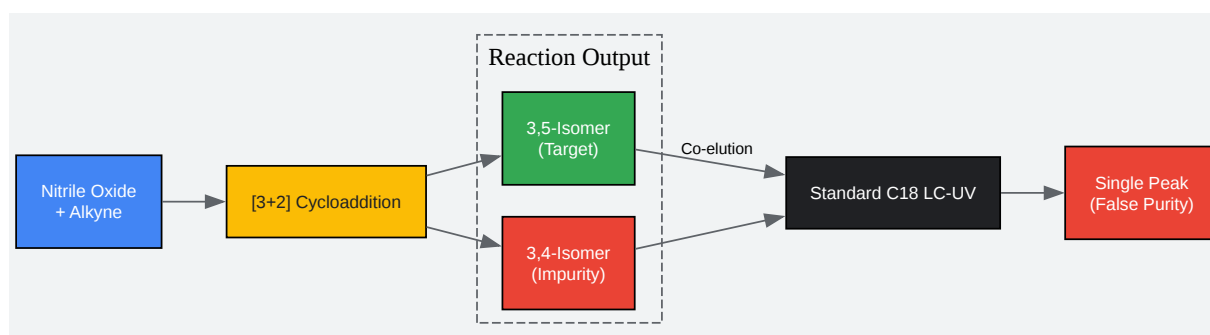 Reaction Output
Nitrile Oxide
+ Alkyne
[3+2] Cycloaddition
3,5-Isomer
(Target)
3,4-Isomer
(Impurity)
Co-elution
Standard C18 LC-UV
Single Peak
(False Purity)